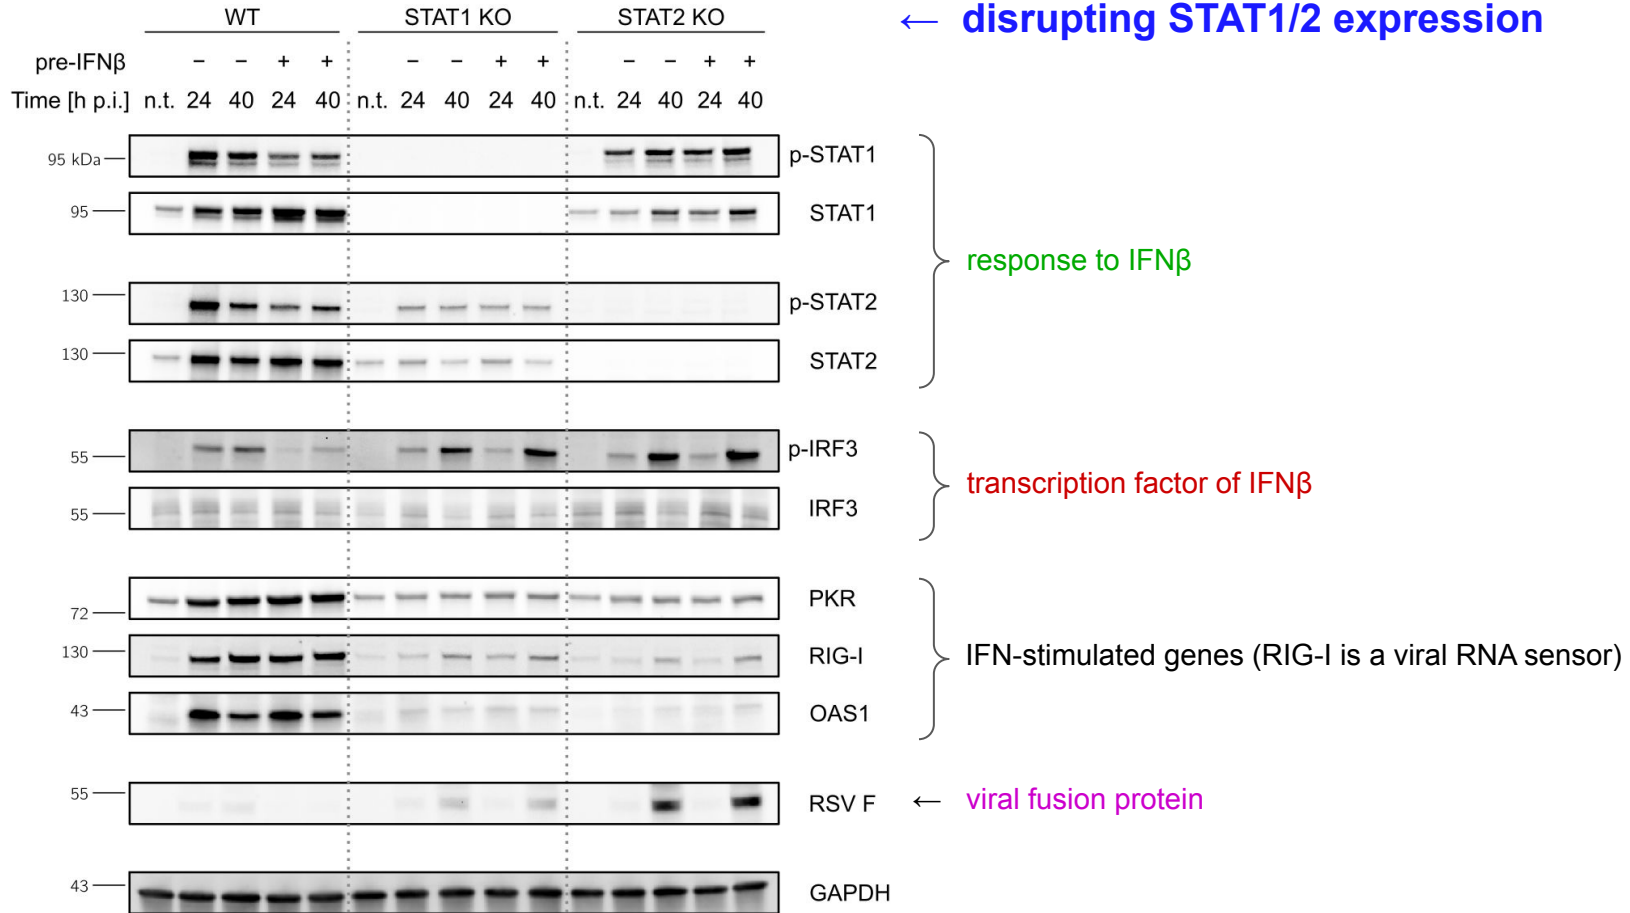 WT STAT1 KO STAT2 KO ← disrupting STAT1/2 expression
pre-IFNβ − − + + − − + + − − + +
Time [h p.i.] n.t. 24 40 24 40 n.t. 24 40 24 40 n.t. 24 40 24 40
95 kDa p-STAT1
95 STAT1
response to IFNβ
130 p-STAT2
130 STAT2
55 p-IRF3
transcription factor of IFNβ
55 IRF3
72 PKR
130 RIG-I IFN-stimulated genes (RIG-I is a viral RNA sensor)
43 OAS1
55 RSV F ← viral fusion protein
43 GAPDH